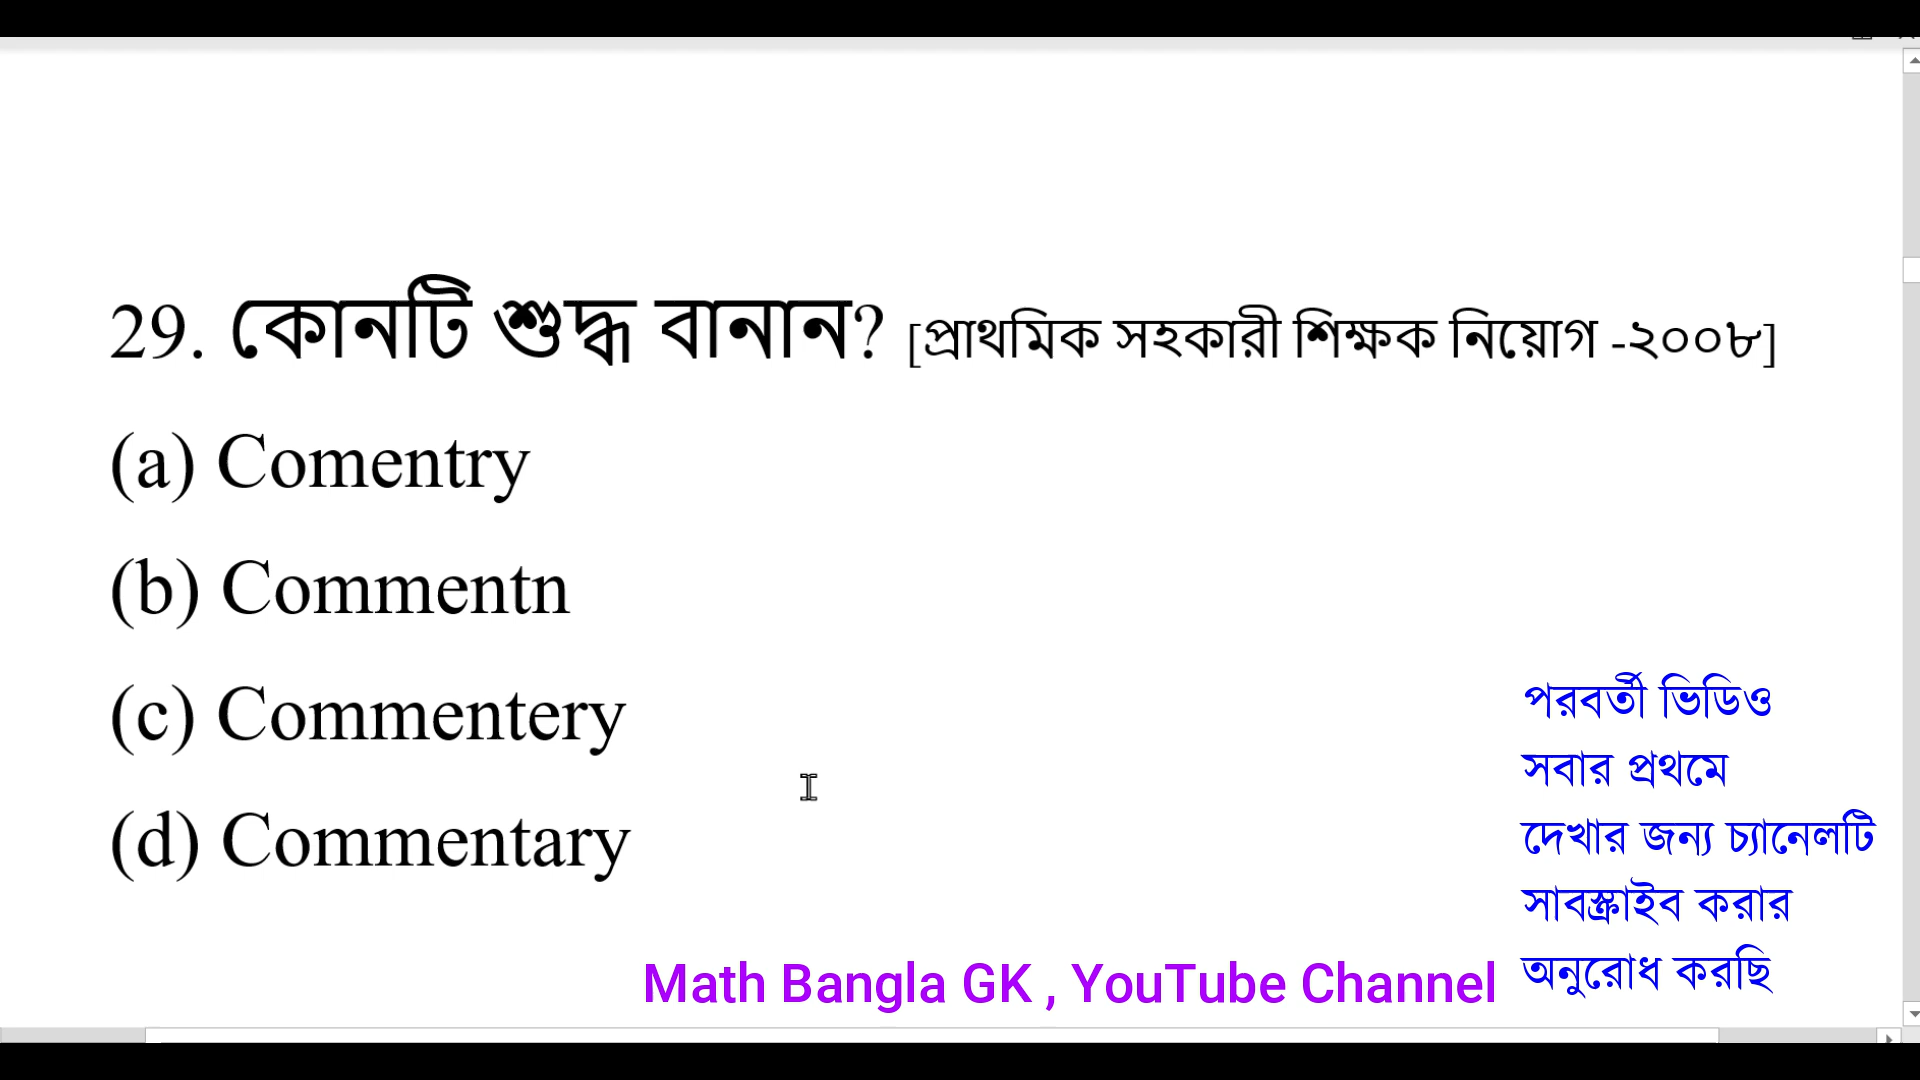 29. কোনটি শুদ্ধ বানান? [প্রাথমিক সহকারী শিক্ষক নিয়োগ -২০০৮]
(a) Comentry
(b) Commentn
(c) Commentery
(d) Commentary
পরবর্তী ভিডিও
সবার প্রথমে
দেখার জন্য চ্যানেলটি
সাবস্ক্রাইব করার
অনুরোধ করছি
Math Bangla GK , YouTube Channel